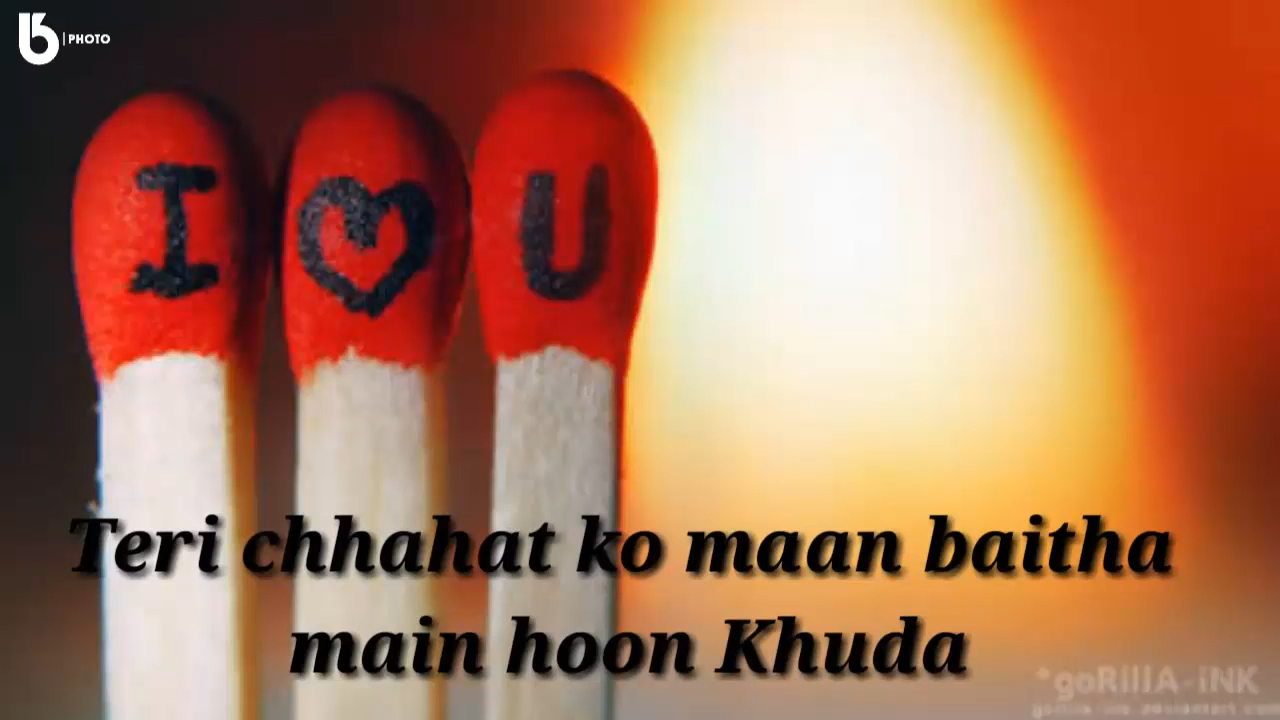 B|PHOTO
I ♥ U
Teri chhahat ko maan baitha
main hoon Khuda
*goRillA-iNK